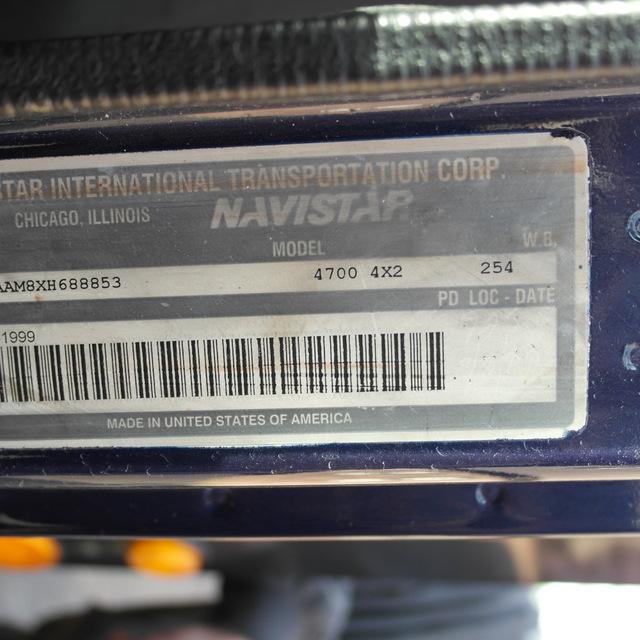 STAR INTERNATIONAL TRANSPORTATION CORP.
CHICAGO, ILLINOIS NAVISTAR
MODEL W.B.
AAM8XH688853 4700 4X2 254
PD LOC - DATE
1999
MADE IN UNITED STATES OF AMERICA